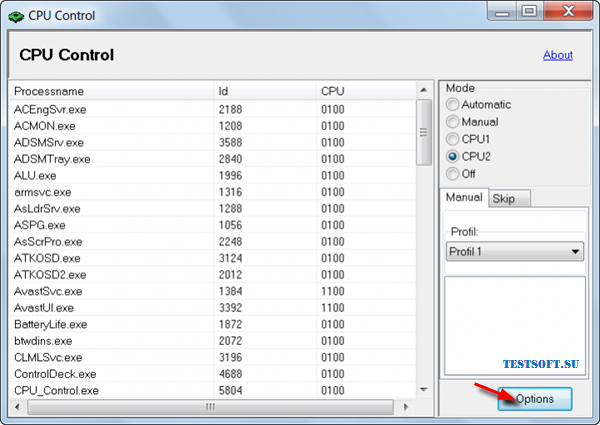 CPU Control
CPU Control
About
Processname Id CPU
ACEngSvr.exe 2188 0100
ACMON.exe 1208 0100
ADSMSrv.exe 3588 0100
ADSMTray.exe 2840 0100
ALU.exe 1996 0100
armsvc.exe 1316 0100
AsLdrSrv.exe 1288 0100
ASPG.exe 1056 0100
AsScrPro.exe 2248 0100
ATKOSD.exe 3124 0100
ATKOSD2.exe 2012 0100
AvastSvc.exe 1384 1100
AvastUI.exe 3392 1100
BatteryLife.exe 1872 0100
btwdins.exe 2072 0100
CLMLSvc.exe 3196 0100
ControlDeck.exe 4688 0100
CPU_Control.exe 5804 0100
Mode
Automatic
Manual
CPU1
CPU2
Off
Manual Skip
Profil:
Profil 1
TESTSOFT.SU
Options